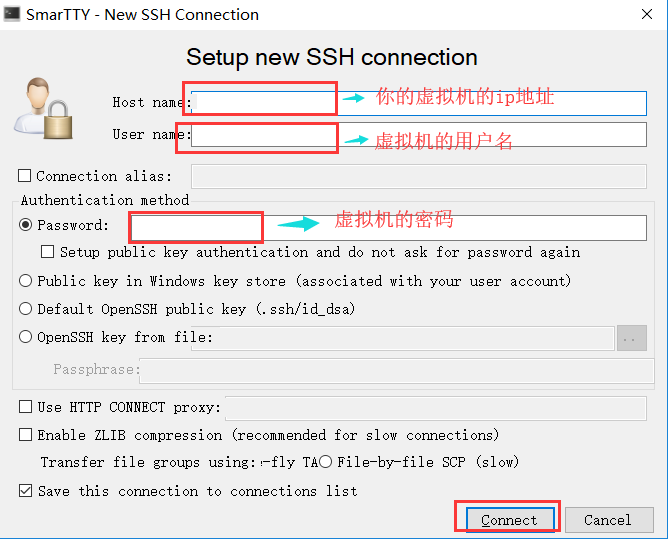 SmarTTY - New SSH Connection
Setup new SSH connection
Host name:
你的虚拟机的ip地址
User name:
虚拟机的用户名
Connection alias:
Authentication method
Password:
虚拟机的密码
Setup public key authentication and do not ask for password again
Public key in Windows key store (associated with your user account)
Default OpenSSH public key (.ssh/id_dsa)
OpenSSH key from file:
..
Passphrase:
Use HTTP CONNECT proxy:
Enable ZLIB compression (recommended for slow connections)
Transfer file groups using: -fly TA File-by-file SCP (slow)
Save this connection to connections list
Connect
Cancel